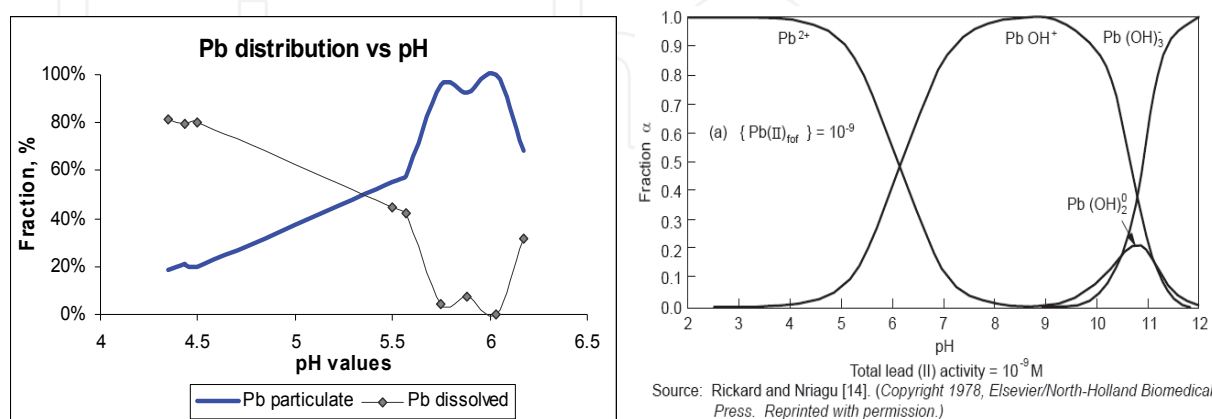 Pb distribution vs pH
100%
80%
60%
40%
20%
0%
Fraction, %
4
4.5
5
5.5
6
6.5
pH values
Pb particulate
Pb dissolved
1.0
0.9
0.8
0.7
0.6
0.5
0.4
0.3
0.2
0.1
0.0
Fraction α
Pb²⁺
Pb OH⁺
Pb (OH)₃⁻
(a) { Pb(II)fof } = 10⁻⁹
Pb (OH)₂⁰
2 3 4 5 6 7 8 9 10 11 12
pH
Total lead (II) activity = 10⁻⁹ M
Source: Rickard and Nriagu [14]. (Copyright 1978, Elsevier/North-Holland Biomedical
Press. Reprinted with permission.)